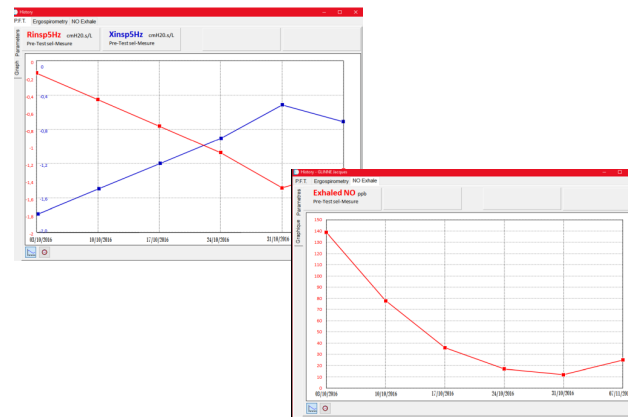 History
P.F.T. Ergospirometry NO Exhale
Parameters
Graph
Rinsp5Hz cmH20.s/L
Pre-Test sel-Mesure
Xinsp5Hz cmH20.s/L
Pre-Test sel-Mesure
0
-0,2
-0,4
-0,6
-0,8
-1
-1,2
-1,4
-1,6
-1,8
-2
0
-0,4
-0,8
-1,2
-1,6
-2,0
03/10/2016 10/10/2016 17/10/2016 24/10/2016 31/10/2016
P.F.T. Ergospirometry NO Exhale
Paramètres
Graphique
Exhaled NO ppb
Pre-Test sel-Mesure
150
140
130
120
110
100
90
80
70
60
50
40
30
20
10
0
03/10/2016 10/10/2016 17/10/2016 24/10/2016 31/10/2016 07/11/20